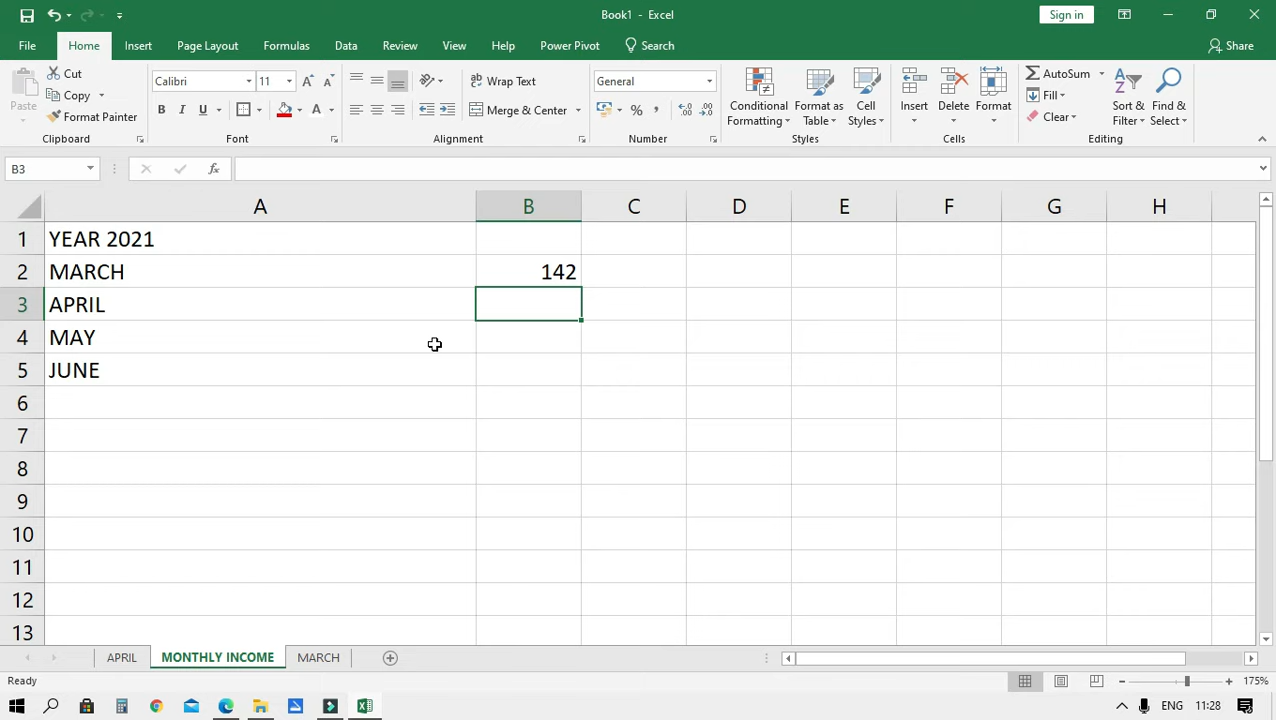 Book1 - Excel
Sign in
File Home Insert Page Layout Formulas Data Review View Help Power Pivot Search Share
Paste
Cut
Copy
Format Painter
Clipboard
Calibri 11
B I U
A
Font
Wrap Text
Merge & Center
Alignment
General
%
Number
Conditional Formatting
Format as Table
Cell Styles
Styles
Insert Delete Format
Cells
AutoSum
Fill
Clear
Sort & Filter
Find & Select
Editing
B3
fx
A B C D E F G H
1 YEAR 2021
2 MARCH 142
3 APRIL
4 MAY
5 JUNE
6
7
8
9
10
11
12
13
APRIL MONTHLY INCOME MARCH
Ready
175%
ENG 11:28